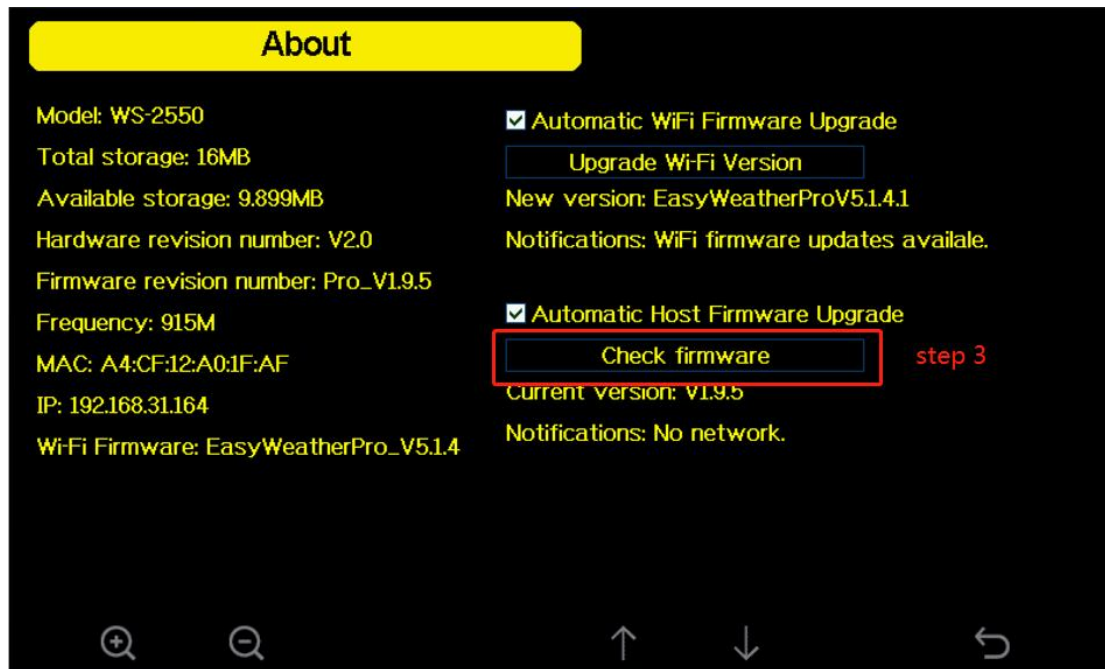 About
Model: WS-2550
Total storage: 16MB
Available storage: 9.899MB
Hardware revision number: V2.0
Firmware revision number: Pro_V1.9.5
Frequency: 915M
MAC: A4:CF:12:A0:1F:AF
IP: 192.168.31.164
Wi-Fi Firmware: EasyWeatherPro_V5.1.4
Automatic WiFi Firmware Upgrade
Upgrade Wi-Fi Version
New version: EasyWeatherProV5.1.4.1
Notifications: WiFi firmware updates availale.
Automatic Host Firmware Upgrade
Check firmware
step 3
Current version: V1.9.5
Notifications: No network.